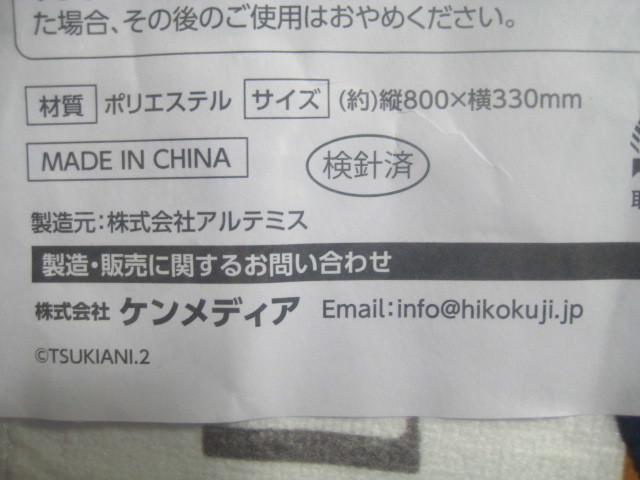 た場合、その後のご使用はおやめください。
材質 ポリエステル サイズ (約)縦800×横330mm
MADE IN CHINA 検針済
製造元：株式会社アルテミス
製造・販売に関するお問い合わせ
株式会社 ケンメディア Email：info@hikokuji.jp
©TSUKIANI.2